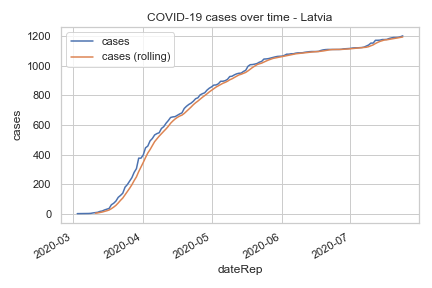 COVID-19 cases over time - Latvia
cases
cases (rolling)
1200
1000
800
600
400
200
0
cases
2020-03
2020-04
2020-05
2020-06
2020-07
dateRep